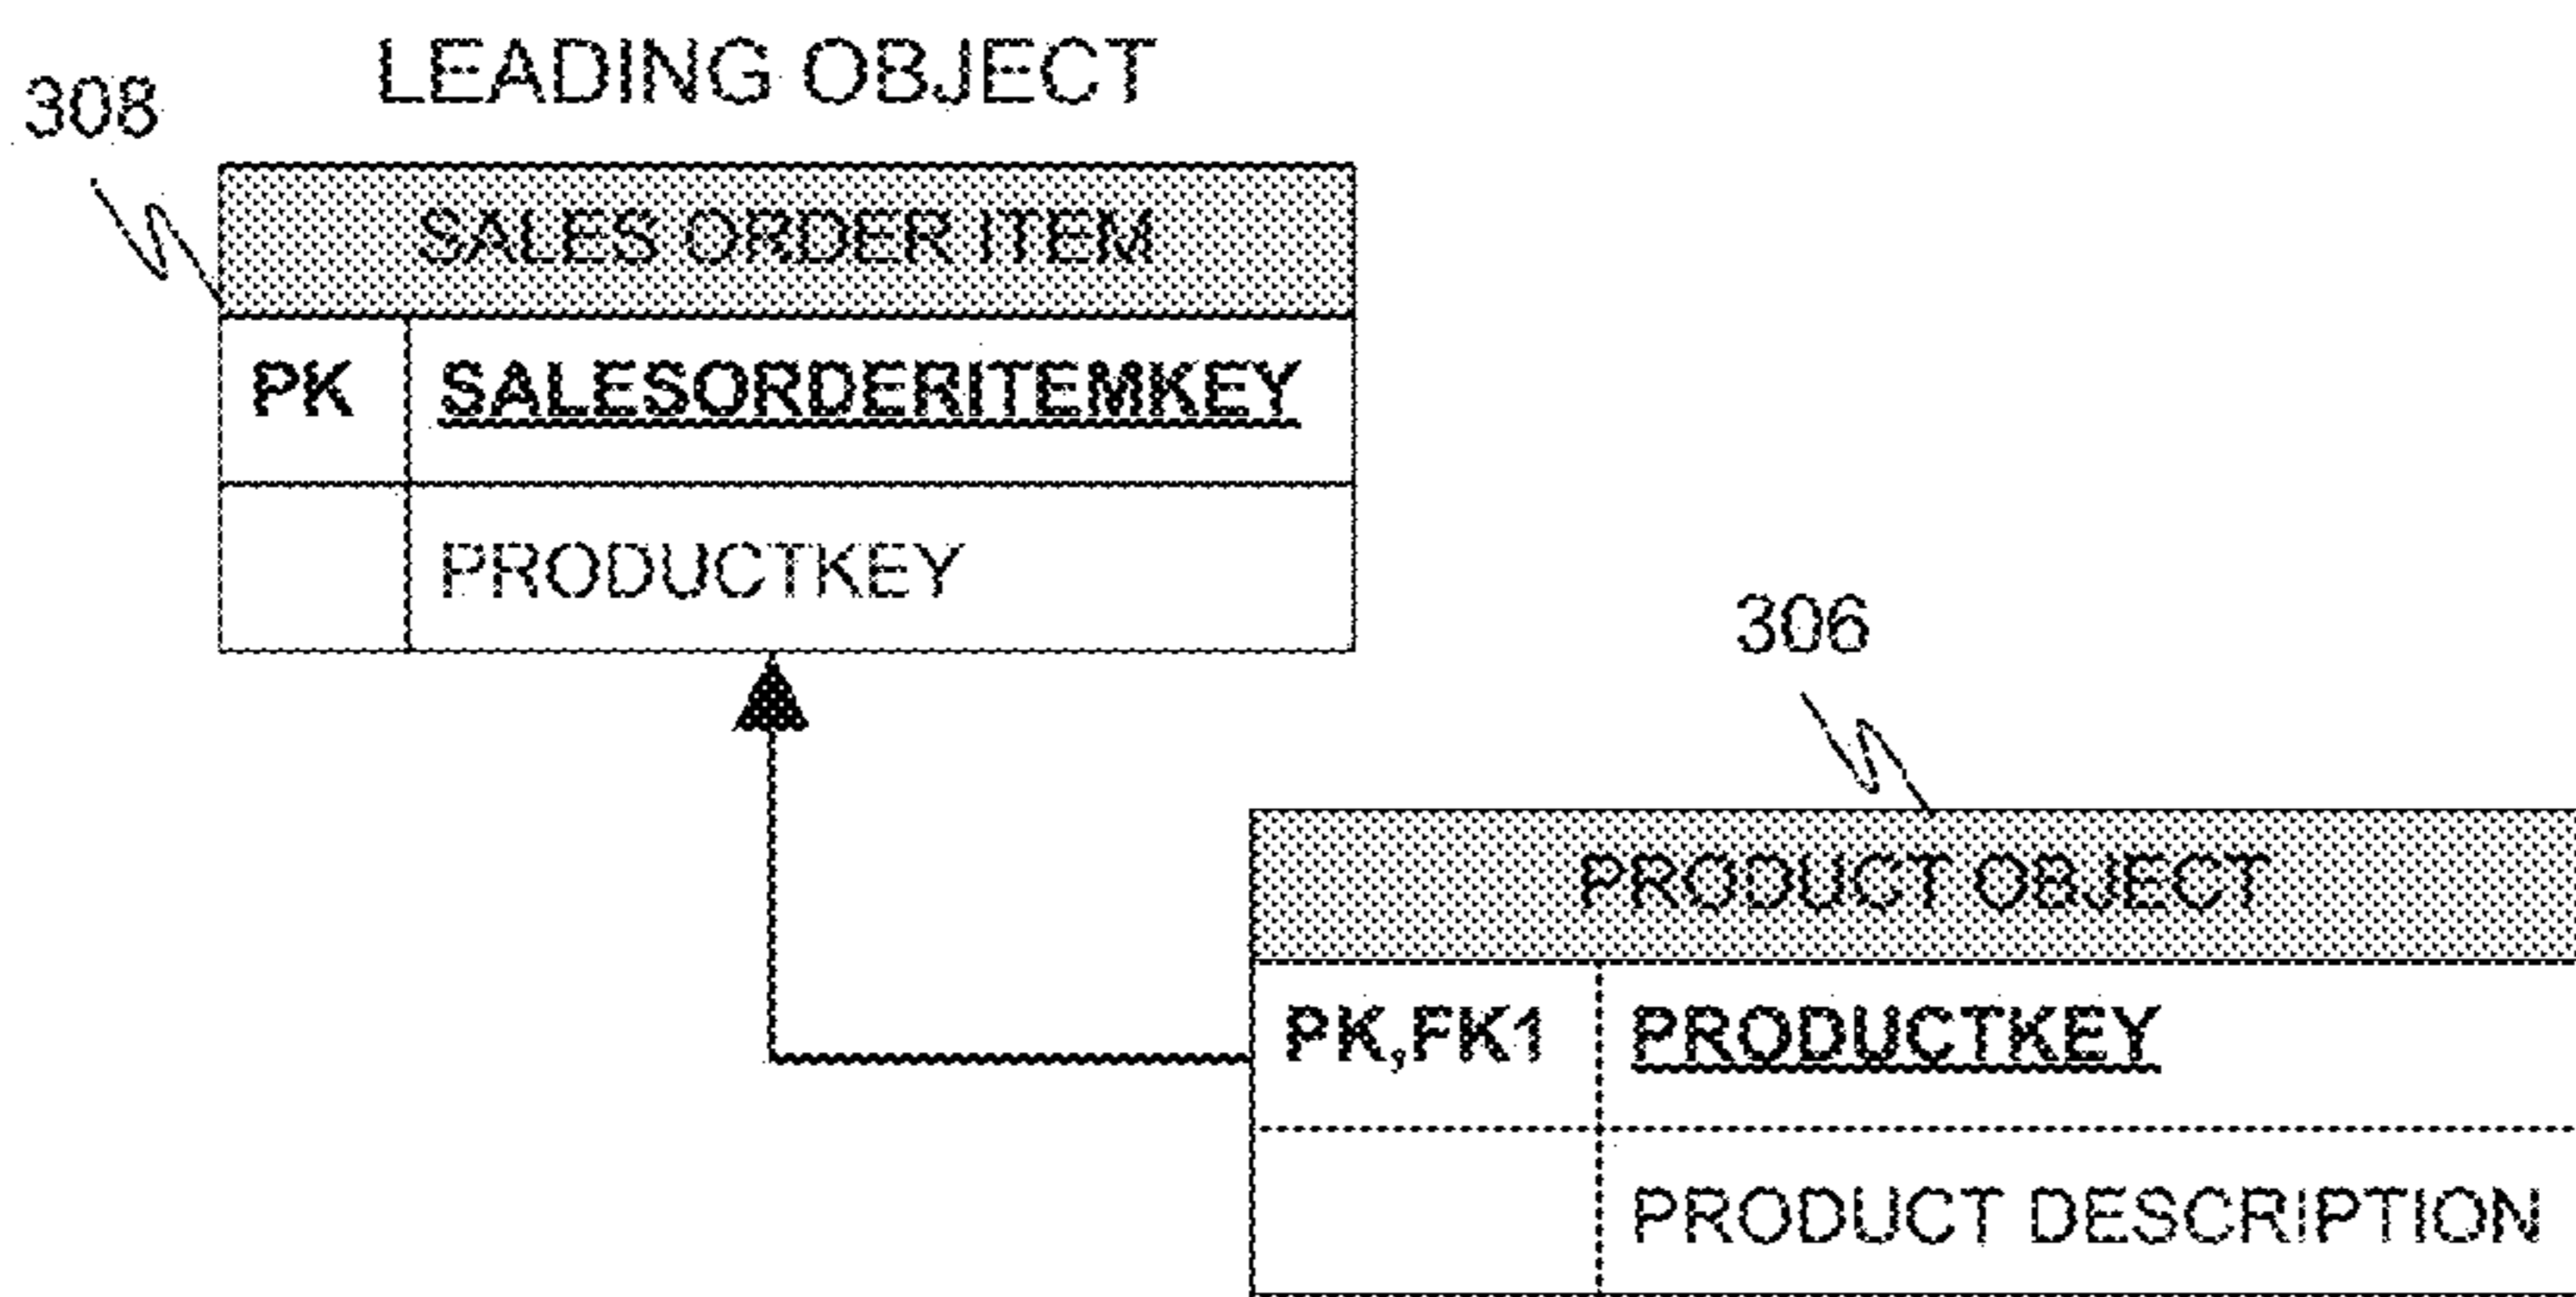 LEADING OBJECT
308
SALES ORDER ITEM
PK SALESORDERITEMKEY
PRODUCTKEY
306
PRODUCT OBJECT
PK,FK1 PRODUCTKEY
PRODUCT DESCRIPTION